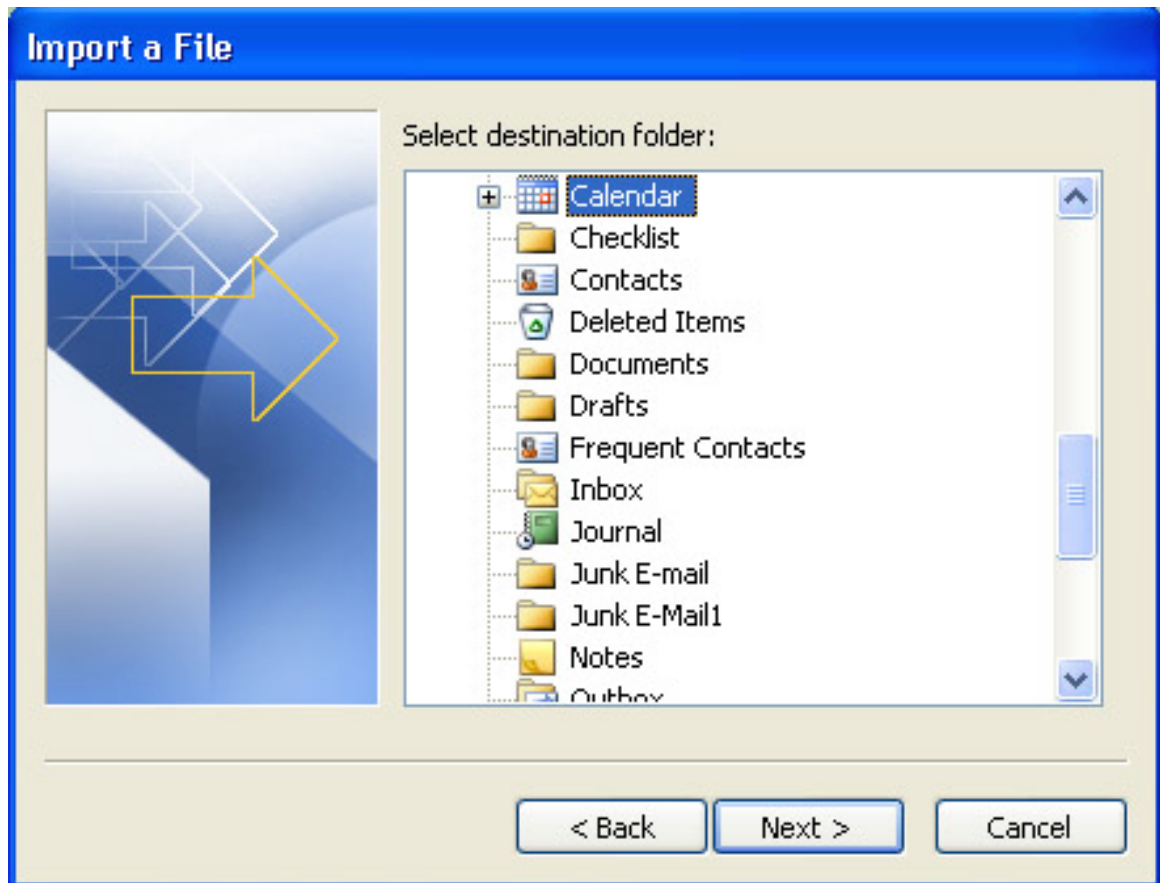 Import a File
Select destination folder:
Calendar
Checklist
Contacts
Deleted Items
Documents
Drafts
Frequent Contacts
Inbox
Journal
Junk E-mail
Junk E-Mail1
Notes
Outbox
< Back
Next >
Cancel